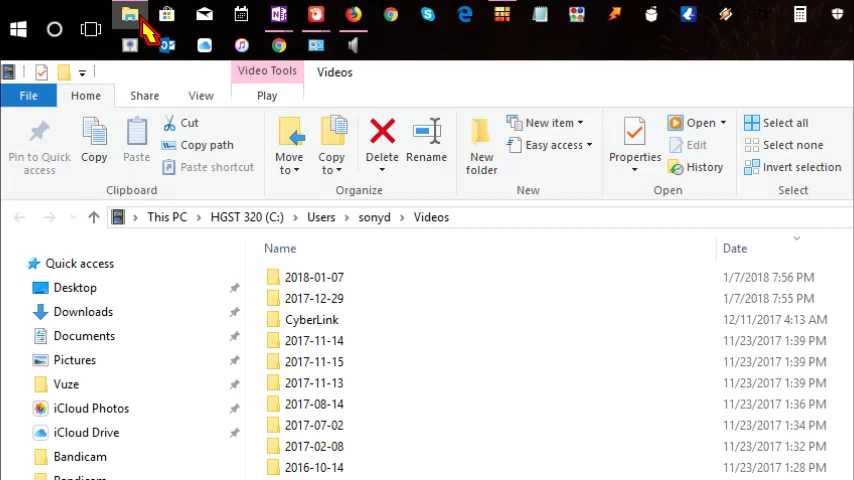 Video Tools
Videos
File
Home
Share
View
Play
Pin to Quick access
Copy
Paste
Cut
Copy path
Paste shortcut
Clipboard
Move to
Copy to
Delete
Rename
Organize
New folder
New item
Easy access
New
Properties
Open
Edit
History
Open
Select all
Select none
Invert selection
Select
This PC > HGST 320 (C:) > Users > sonyd > Videos
Name
Date
Quick access
Desktop
Downloads
Documents
Pictures
Vuze
iCloud Photos
iCloud Drive
Bandicam
Bandicam
2018-01-07 1/7/2018 7:56 PM
2017-12-29 1/7/2018 7:55 PM
CyberLink 12/11/2017 4:13 AM
2017-11-14 11/23/2017 1:39 PM
2017-11-15 11/23/2017 1:39 PM
2017-11-13 11/23/2017 1:39 PM
2017-08-14 11/23/2017 1:36 PM
2017-07-02 11/23/2017 1:34 PM
2017-02-08 11/23/2017 1:32 PM
2016-10-14 11/23/2017 1:28 PM